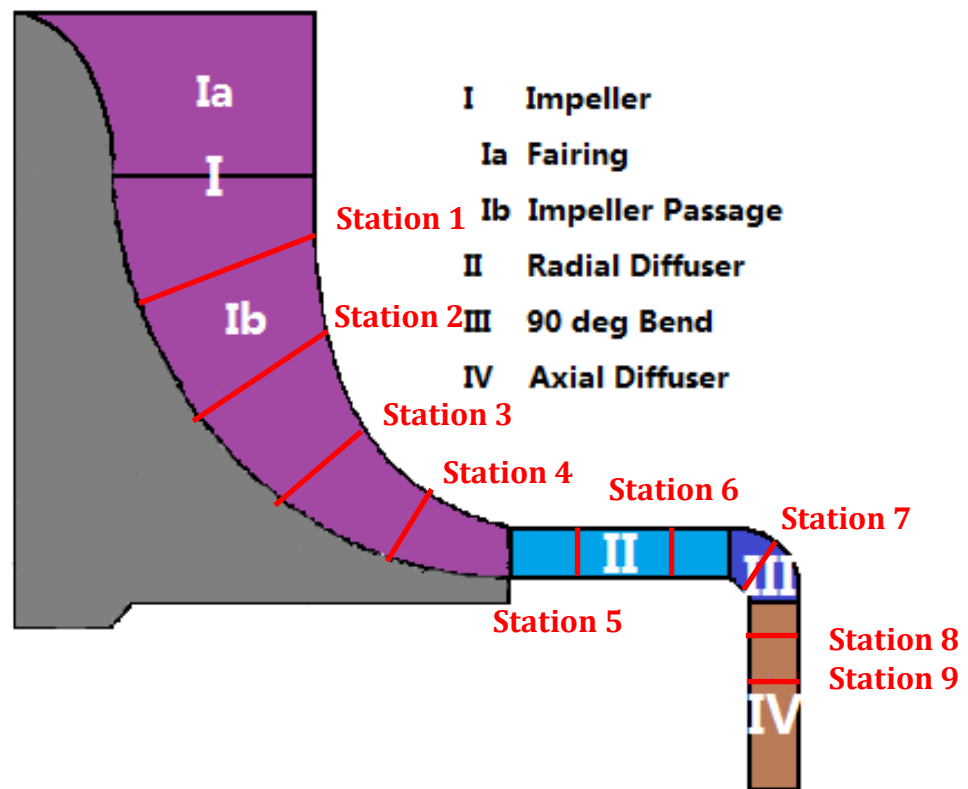 Ia
I Impeller
Ia Fairing
I
Ib Impeller Passage
Station 1
II Radial Diffuser
Ib
Station 2
III 90 deg Bend
IV Axial Diffuser
Station 3
Station 4
Station 6
Station 7
II
III
Station 5
Station 8
Station 9
IV